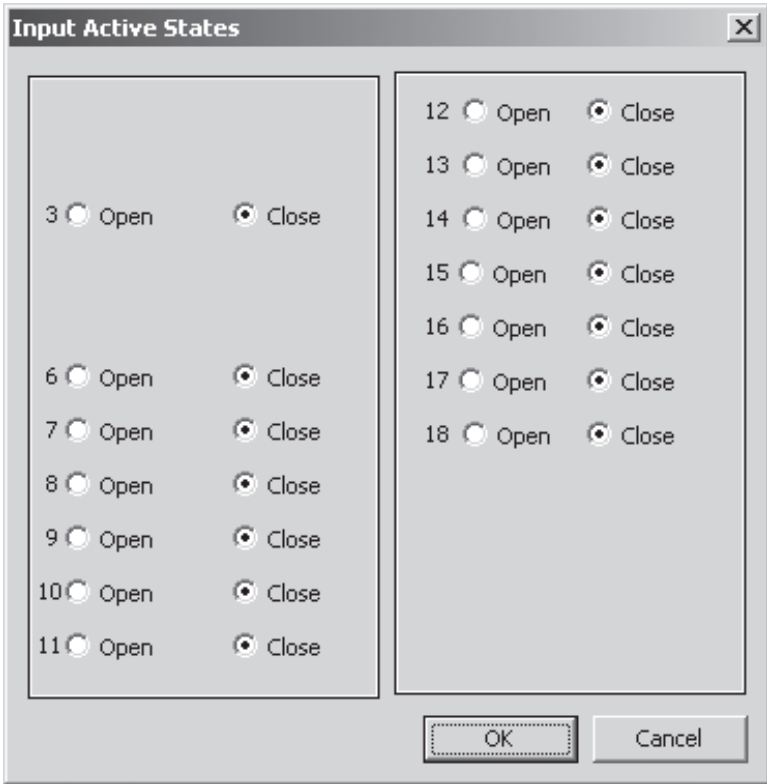 Input Active States
3 Open Close
6 Open Close
7 Open Close
8 Open Close
9 Open Close
10 Open Close
11 Open Close
12 Open Close
13 Open Close
14 Open Close
15 Open Close
16 Open Close
17 Open Close
18 Open Close
OK Cancel